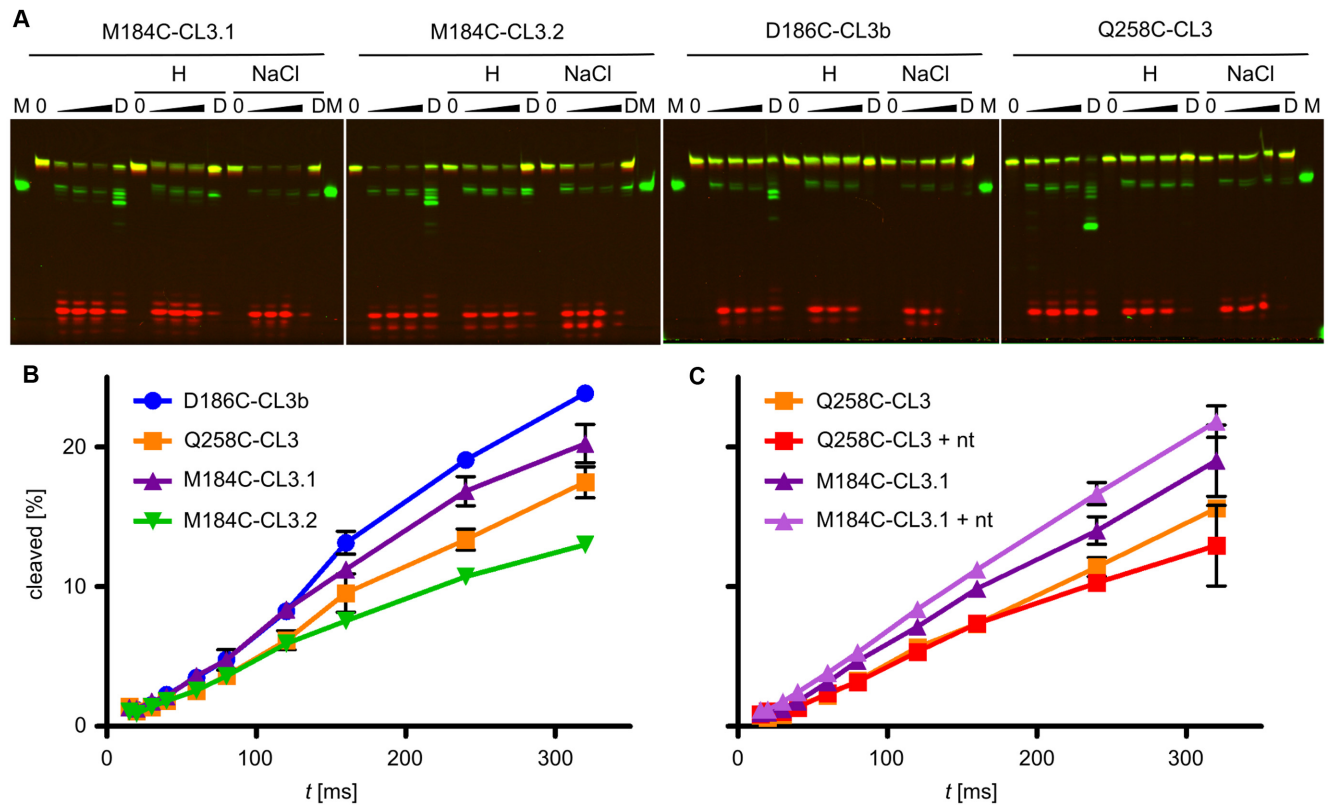 A
M184C-CL3.1 M184C-CL3.2 D186C-CL3b Q258C-CL3
H NaCl H NaCl H NaCl H NaCl
M 0 D 0 D 0 D M 0 D 0 D 0 D M M 0 D 0 D 0 D 0 D 0 D 0 D M
B
D186C-CL3b
Q258C-CL3
M184C-CL3.1
M184C-CL3.2
cleaved [%]
20
10
0
0 100 200 300
t [ms]
C
Q258C-CL3
Q258C-CL3 + nt
M184C-CL3.1
M184C-CL3.1 + nt
0 100 200 300
t [ms]